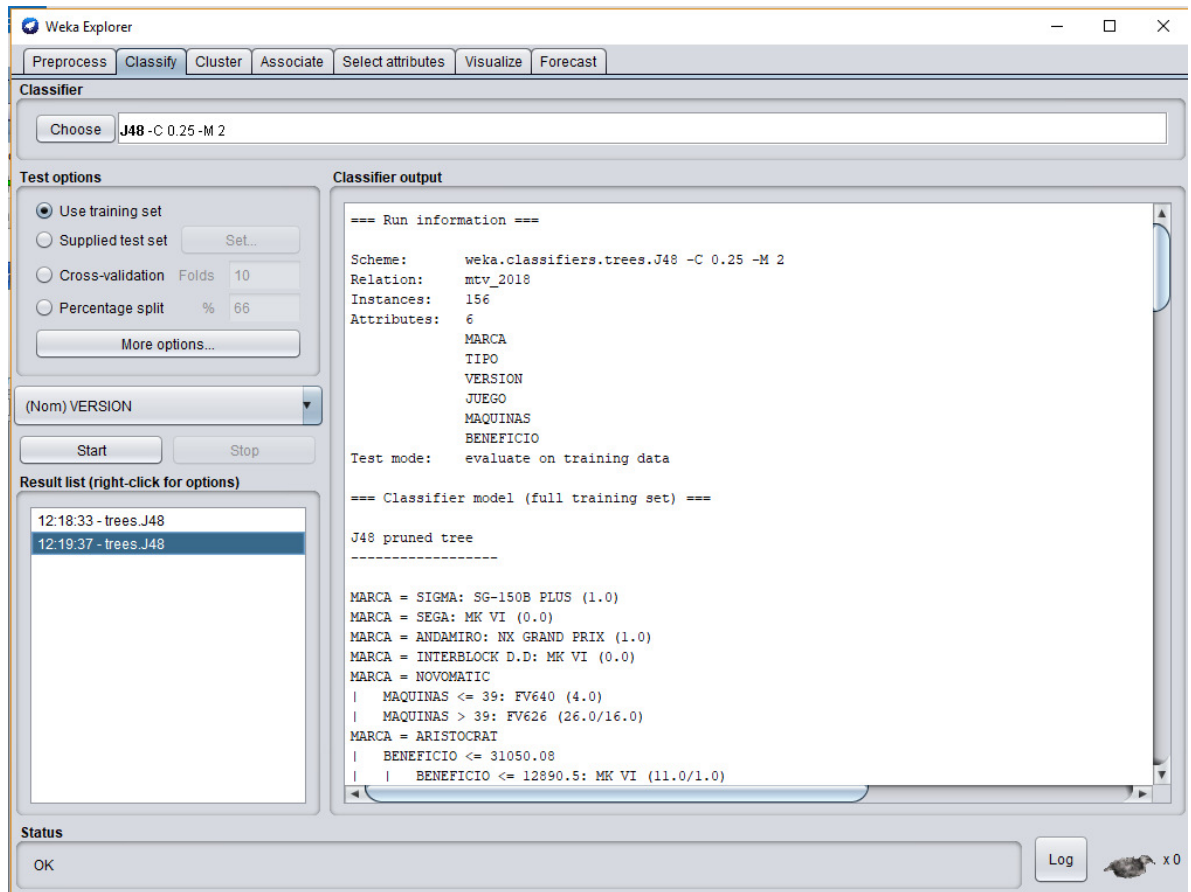 Weka Explorer
Preprocess Classify Cluster Associate Select attributes Visualize Forecast
Classifier
Choose J48 -C 0.25 -M 2
Test options
Use training set
Supplied test set Set...
Cross-validation Folds 10
Percentage split % 66
More options...
(Nom) VERSION
Start Stop
Result list (right-click for options)
12:18:33 - trees.J48
12:19:37 - trees.J48
Classifier output
=== Run information ===
Scheme: weka.classifiers.trees.J48 -C 0.25 -M 2
Relation: mtv_2018
Instances: 156
Attributes: 6
MARCA
TIPO
VERSION
JUEGO
MAQUINAS
BENEFICIO
Test mode: evaluate on training data
=== Classifier model (full training set) ===
J48 pruned tree
------------------
MARCA = SIGMA: SG-150B PLUS (1.0)
MARCA = SEGA: MK VI (0.0)
MARCA = ANDAMIRO: NX GRAND PRIX (1.0)
MARCA = INTERBLOCK D.D: MK VI (0.0)
MARCA = NOVOMATIC
| MAQUINAS <= 39: FV640 (4.0)
| MAQUINAS > 39: FV626 (26.0/16.0)
MARCA = ARISTOCRAT
| BENEFICIO <= 31050.08
| | BENEFICIO <= 12890.5: MK VI (11.0/1.0)
Status
OK
Log
x 0